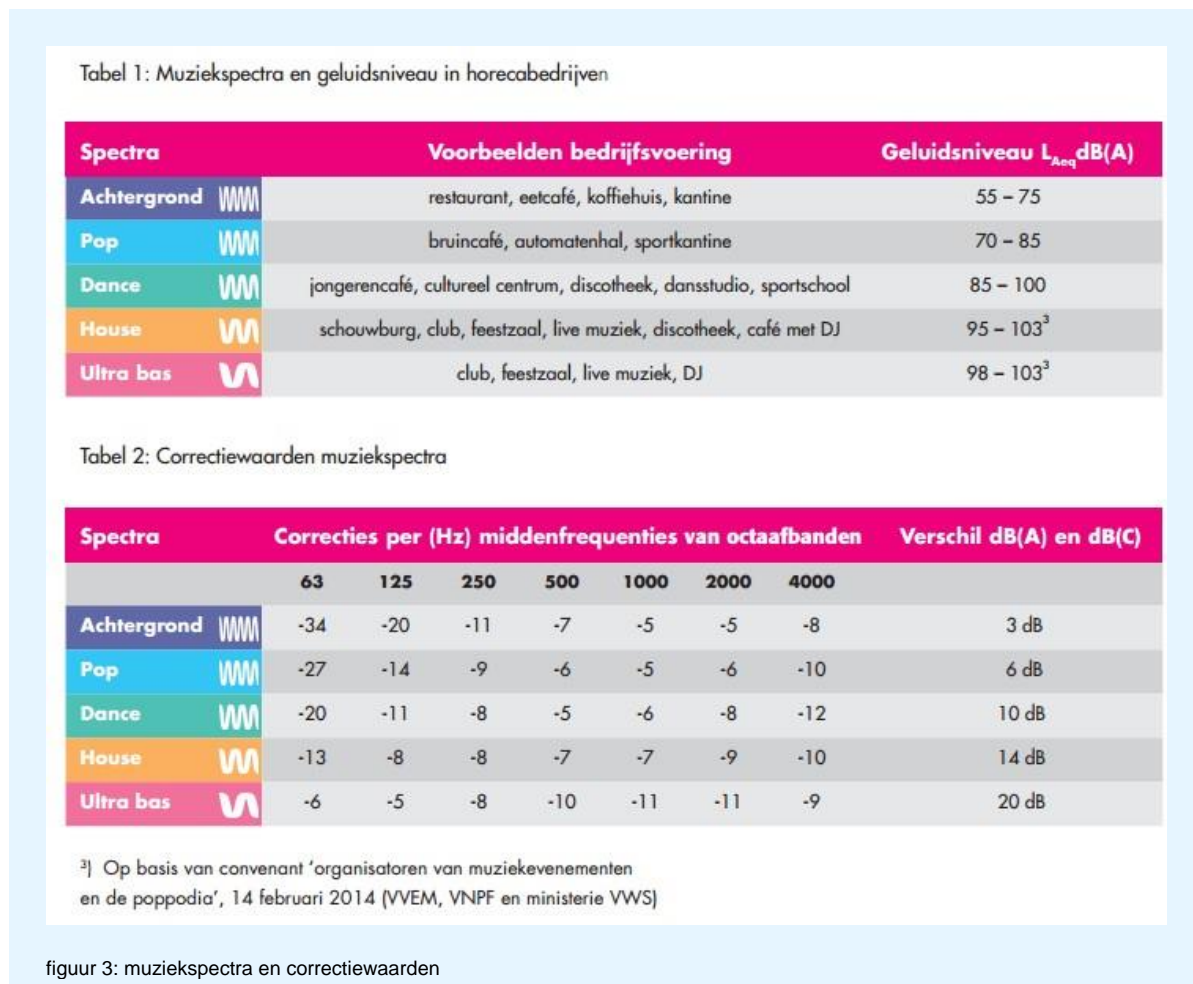 Tabel 1: Muziekspectra en geluidsniveau in horecabedrijven
Spectra Voorbeelden bedrijfsvoering Geluidsniveau LAeqdB(A)
Achtergrond restaurant, eetcafé, koffiehuis, kantine 55 – 75
Pop bruincafé, automatenhal, sportkantine 70 – 85
Dance jongerencafé, cultureel centrum, discotheek, dansstudio, sportschool 85 – 100
House schouwburg, club, feestzaal, live muziek, discotheek, café met DJ 95 – 103³
Ultra bas club, feestzaal, live muziek, DJ 98 – 103³
Tabel 2: Correctiewaarden muziekspectra
Spectra Correcties per (Hz) middenfrequenties van octaafbanden Verschil dB(A) en dB(C)
63 125 250 500 1000 2000 4000
Achtergrond -34 -20 -11 -7 -5 -5 -8 3 dB
Pop -27 -14 -9 -6 -5 -6 -10 6 dB
Dance -20 -11 -8 -5 -6 -8 -12 10 dB
House -13 -8 -8 -7 -7 -9 -10 14 dB
Ultra bas -6 -5 -8 -10 -11 -11 -9 20 dB
³) Op basis van convenant ‘organisatoren van muziekevenementen
en de poppodia’, 14 februari 2014 (VVEM, VNPF en ministerie VWS)
figuur 3: muziekspectra en correctiewaarden